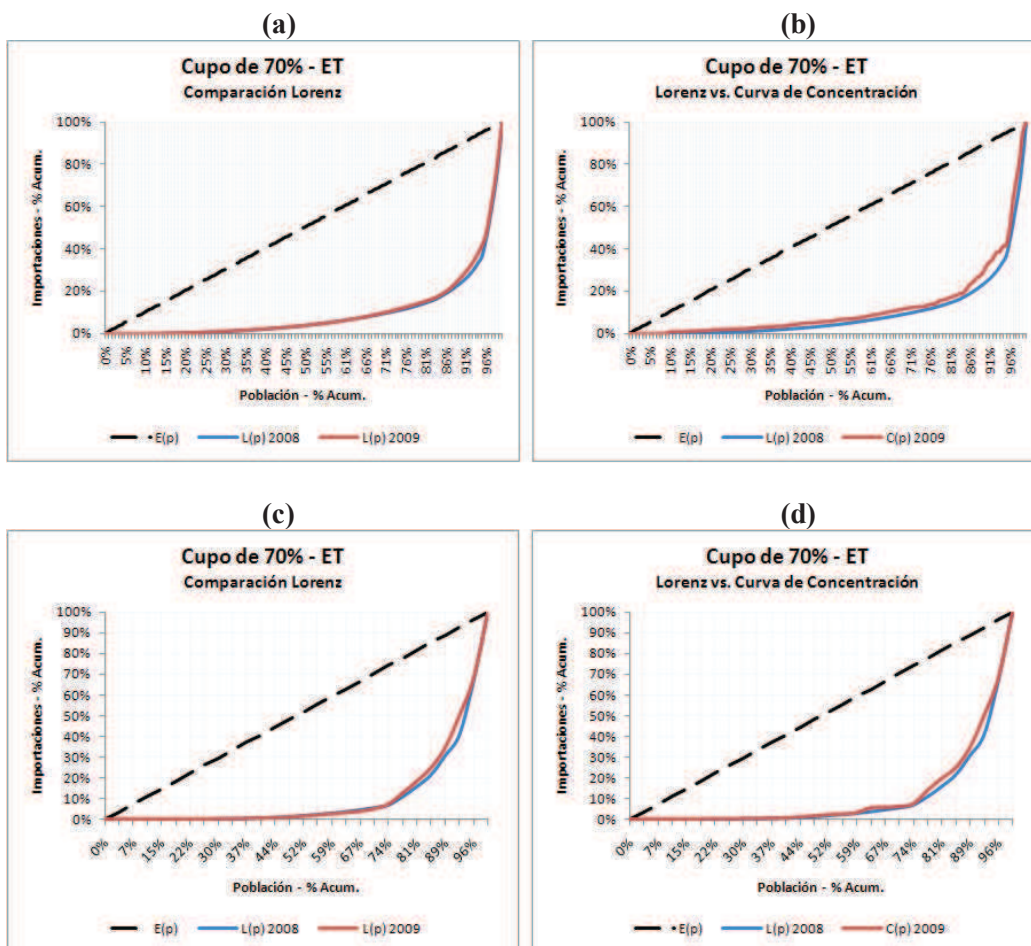 (a)
Cupo de 70% - ET
Comparación Lorenz
Importaciones - % Acum.
100%
80%
60%
40%
20%
0%
0% 5% 10% 15% 20% 25% 30% 35% 40% 45% 50% 55% 61% 66% 71% 76% 81% 86% 91% 96%
Población - % Acum.
E(p) L(p) 2008 L(p) 2009
(b)
Cupo de 70% - ET
Lorenz vs. Curva de Concentración
Importaciones - % Acum.
100%
80%
60%
40%
20%
0%
0% 5% 10% 15% 20% 25% 30% 35% 40% 45% 50% 55% 61% 66% 71% 76% 81% 86% 91% 96%
Población - % Acum.
E(p) L(p) 2008 C(p) 2009
(c)
Cupo de 70% - ET
Comparación Lorenz
Importaciones - % Acum.
100%
90%
80%
70%
60%
50%
40%
30%
20%
10%
0%
0% 7% 15% 22% 30% 37% 44% 52% 59% 67% 74% 81% 89% 96%
Población - % Acum.
E(p) L(p) 2008 L(p) 2009
(d)
Cupo de 70% - ET
Lorenz vs. Curva de Concentración
Importaciones - % Acum.
100%
90%
80%
70%
60%
50%
40%
30%
20%
10%
0%
0% 7% 15% 22% 30% 37% 44% 52% 59% 67% 74% 81% 89% 96%
Población - % Acum.
E(p) L(p) 2008 C(p) 2009